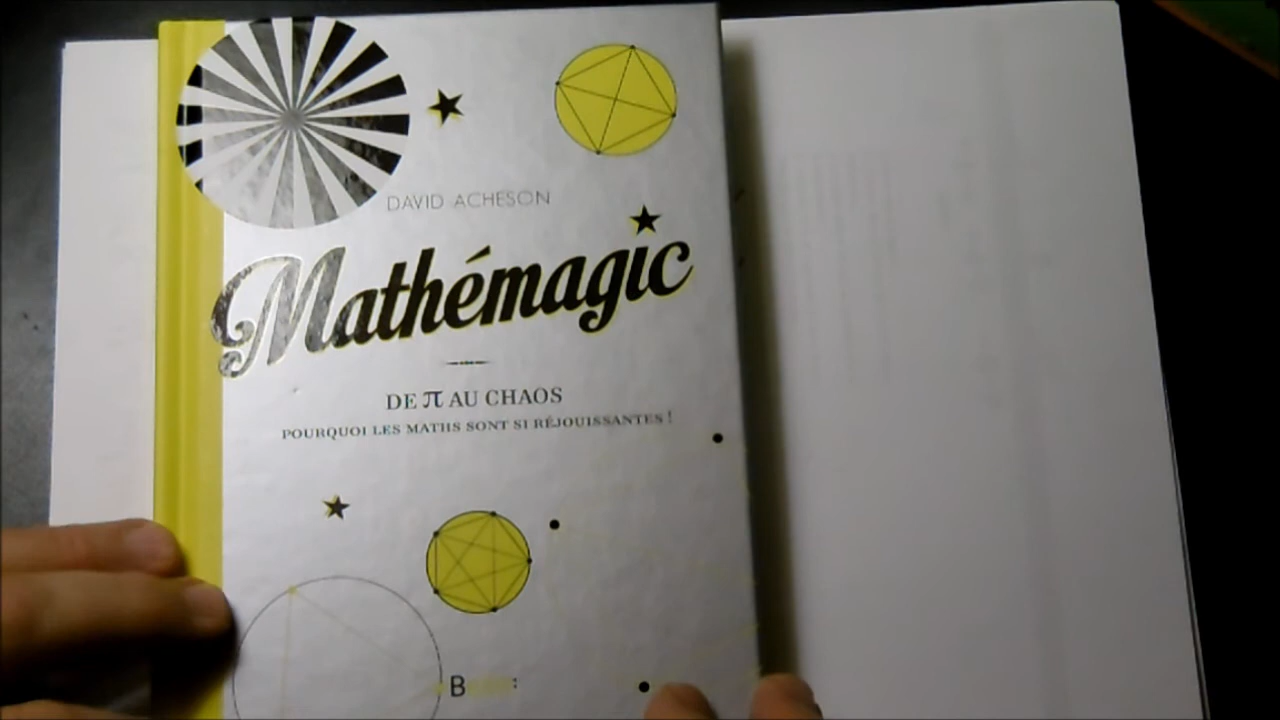 DAVID ACHESON
Mathémagic
DE π AU CHAOS
POURQUOI LES MATHS SONT SI RÉJOUISSANTES !
B